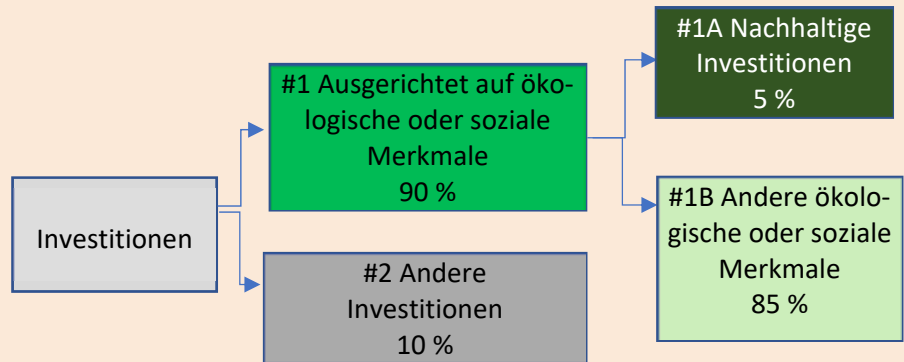 Investitionen
#1 Ausgerichtet auf öko-
logische oder soziale
Merkmale
90 %
#2 Andere
Investitionen
10 %
#1A Nachhaltige
Investitionen
5 %
#1B Andere ökolo-
gische oder soziale
Merkmale
85 %